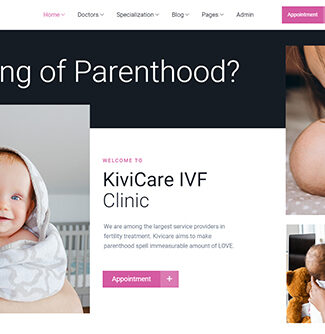 Home Doctors Specialization Blog Pages Admin Appointment
ng of Parenthood?
WELCOME TO
KiviCare IVF
Clinic
We are among the largest service providers in
fertility treatment. Kivicare aims to make
parenthood spell immeasurable amount of LOVE.
Appointment +